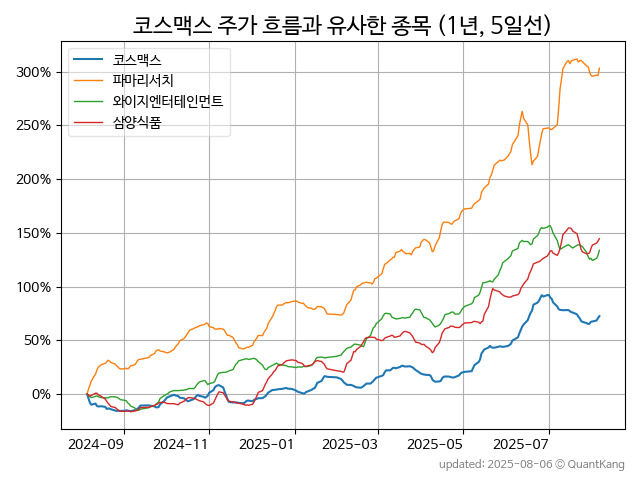 코스맥스 주가 흐름과 유사한 종목 (1년, 5일선)
코스맥스
파마리서치
와이지엔터테인먼트
삼양식품
300%
250%
200%
150%
100%
50%
0%
2024-09 2024-11 2025-01 2025-03 2025-05 2025-07
updated: 2025-08-06 © QuantKang